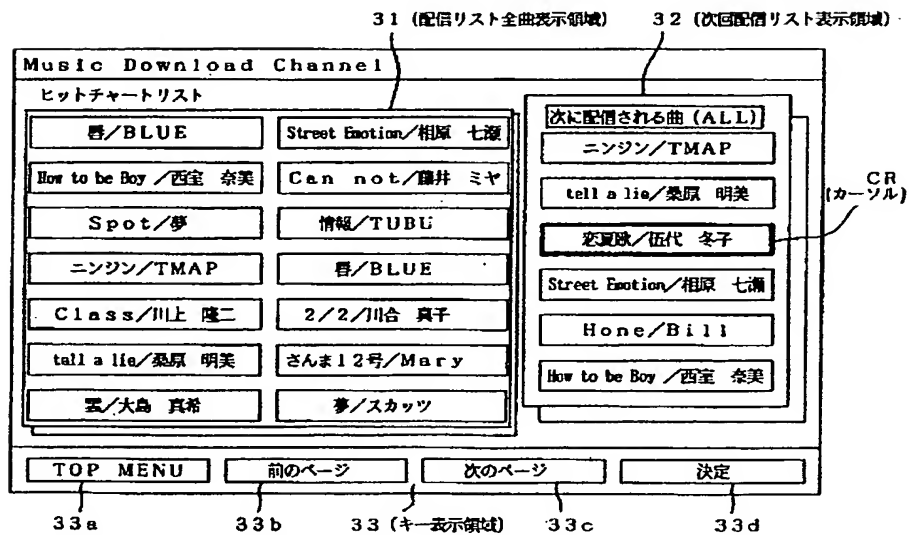 31 (配信リスト全曲表示領域) 32 (次回配信リスト表示領域)
Music Download Channel
ヒットチャートリスト
唇/BLUE
Street Emotion/相原 七瀬
How to be Boy /西室 奈美
Can not/藤井 ミヤ
Spot/夢
情報/TUBU
ニンジン/TMAP
唇/BLUE
Class/川上 隆二
2/2/川合 真子
tell a lie/桑原 明美
さんま12号/Mary
雲/大島 真希
夢/スカッツ
次に配信される曲 (ALL)
ニンジン/TMAP
tell a lie/桑原 明美
恋夏歌/伍代 冬子
Street Emotion/相原 七瀬
Hone/Bill
How to be Boy /西室 奈美
CR
(カーソル)
TOP MENU 前のページ 次のページ 決定
33a 33b 33 (キー表示領域) 33c 33d